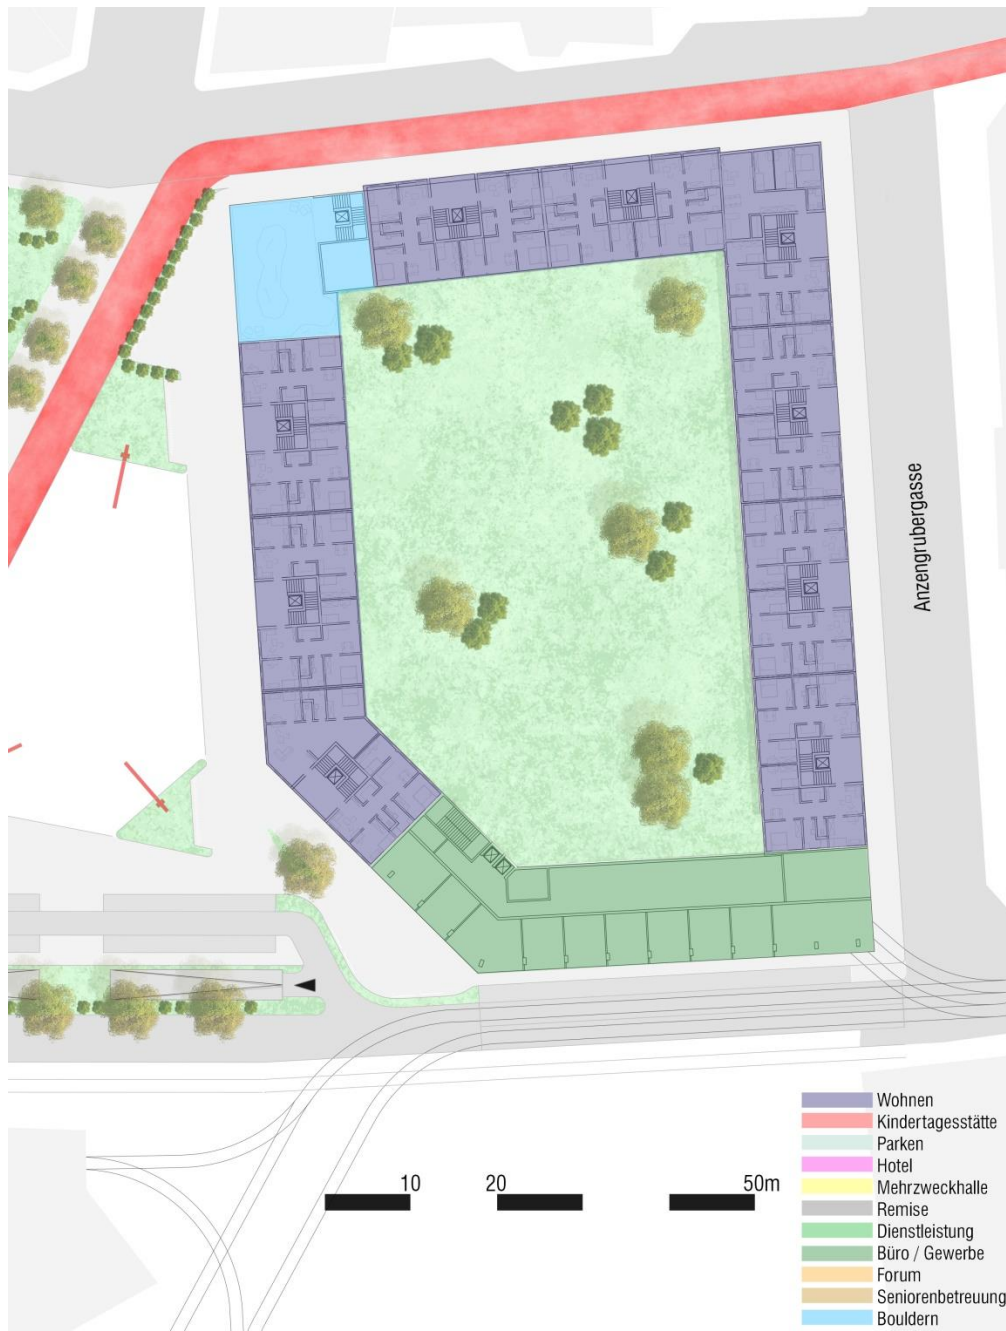 Anzengrubergasse
10 20 50m
Wohnen
Kindertagesstätte
Parken
Hotel
Mehrzweckhalle
Remise
Dienstleistung
Büro / Gewerbe
Forum
Seniorenbetreuung
Bouldern